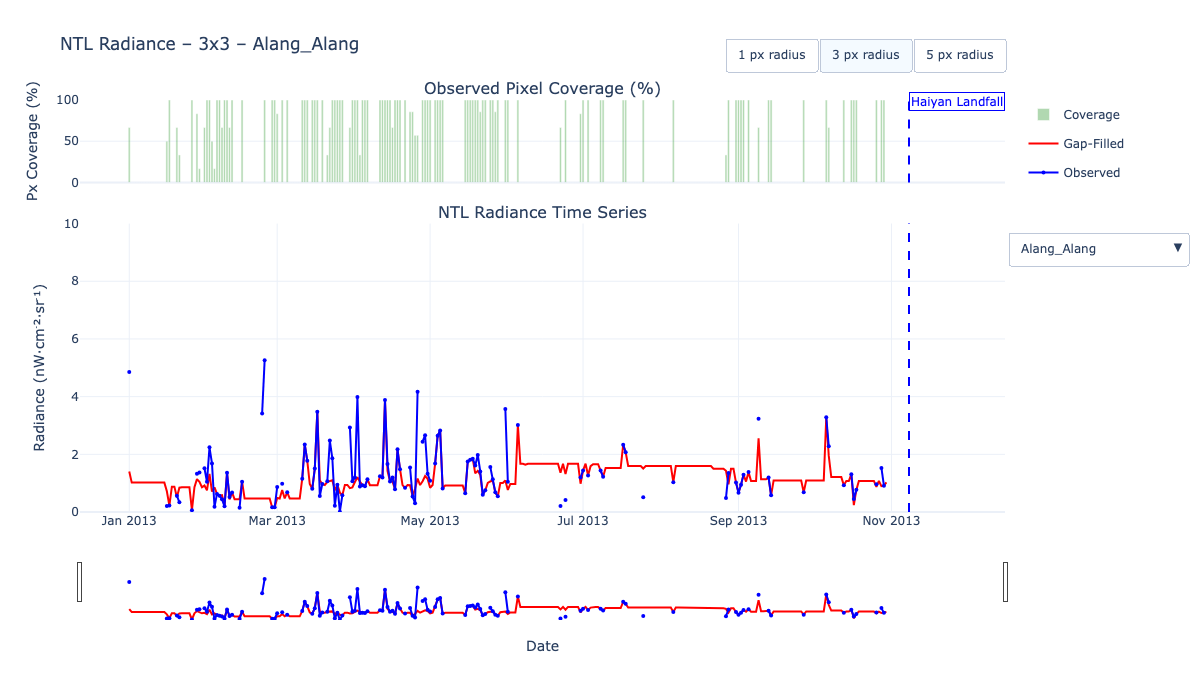 NTL Radiance – 3x3 – Alang_Alang
1 px radius
3 px radius
5 px radius
Observed Pixel Coverage (%)
Px Coverage (%)
100
50
0
Haiyan Landfall
Coverage
Gap-Filled
Observed
NTL Radiance Time Series
Radiance (nW·cm⁻²·sr⁻¹)
10
8
6
4
2
0
Jan 2013
Mar 2013
May 2013
Jul 2013
Sep 2013
Nov 2013
Alang_Alang ▼
Date